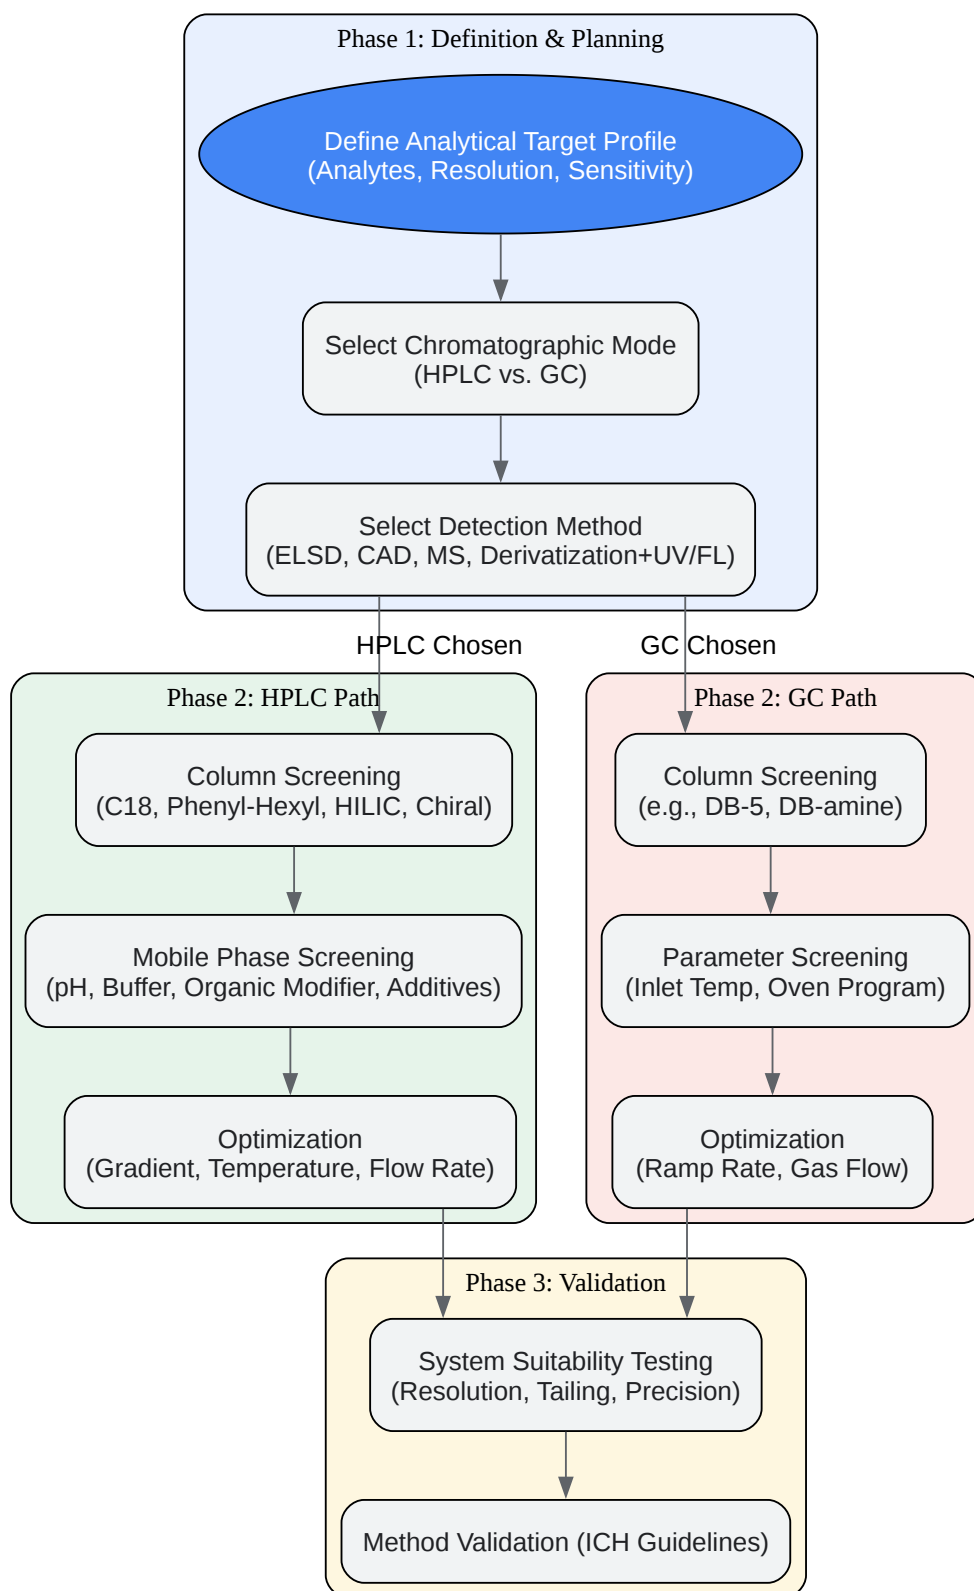 Phase 1: Definition & Planning
Define Analytical Target Profile
(Analytes, Resolution, Sensitivity)
Select Chromatographic Mode
(HPLC vs. GC)
Select Detection Method
(ELSD, CAD, MS, Derivatization+UV/FL)
HPLC Chosen
GC Chosen
Phase 2: HPLC Path
Column Screening
(C18, Phenyl-Hexyl, HILIC, Chiral)
Mobile Phase Screening
(pH, Buffer, Organic Modifier, Additives)
Optimization
(Gradient, Temperature, Flow Rate)
Phase 2: GC Path
Column Screening
(e.g., DB-5, DB-amine)
Parameter Screening
(Inlet Temp, Oven Program)
Optimization
(Ramp Rate, Gas Flow)
Phase 3: Validation
System Suitability Testing
(Resolution, Tailing, Precision)
Method Validation (ICH Guidelines)